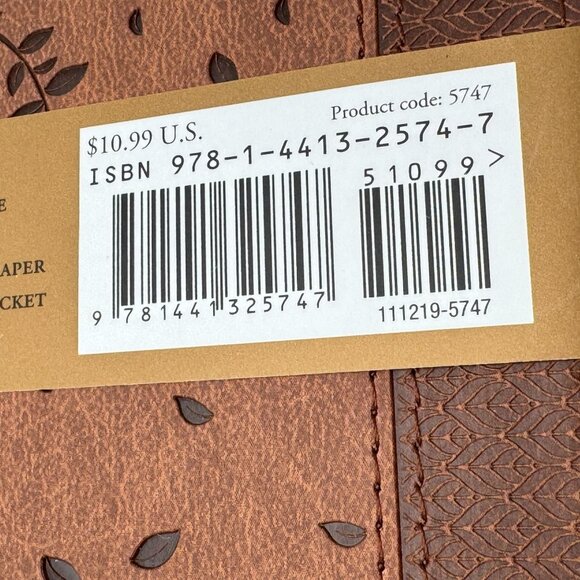 $10.99 U.S.
Product code: 5747
ISBN 978-1-4413-2574-7
51099 >
9 781441 325747
111219-5747
E
APER
CKET